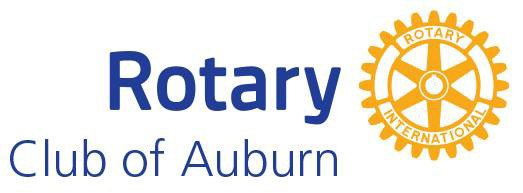 Rotary
Club of Auburn
ROTARY
INTERNATIONAL